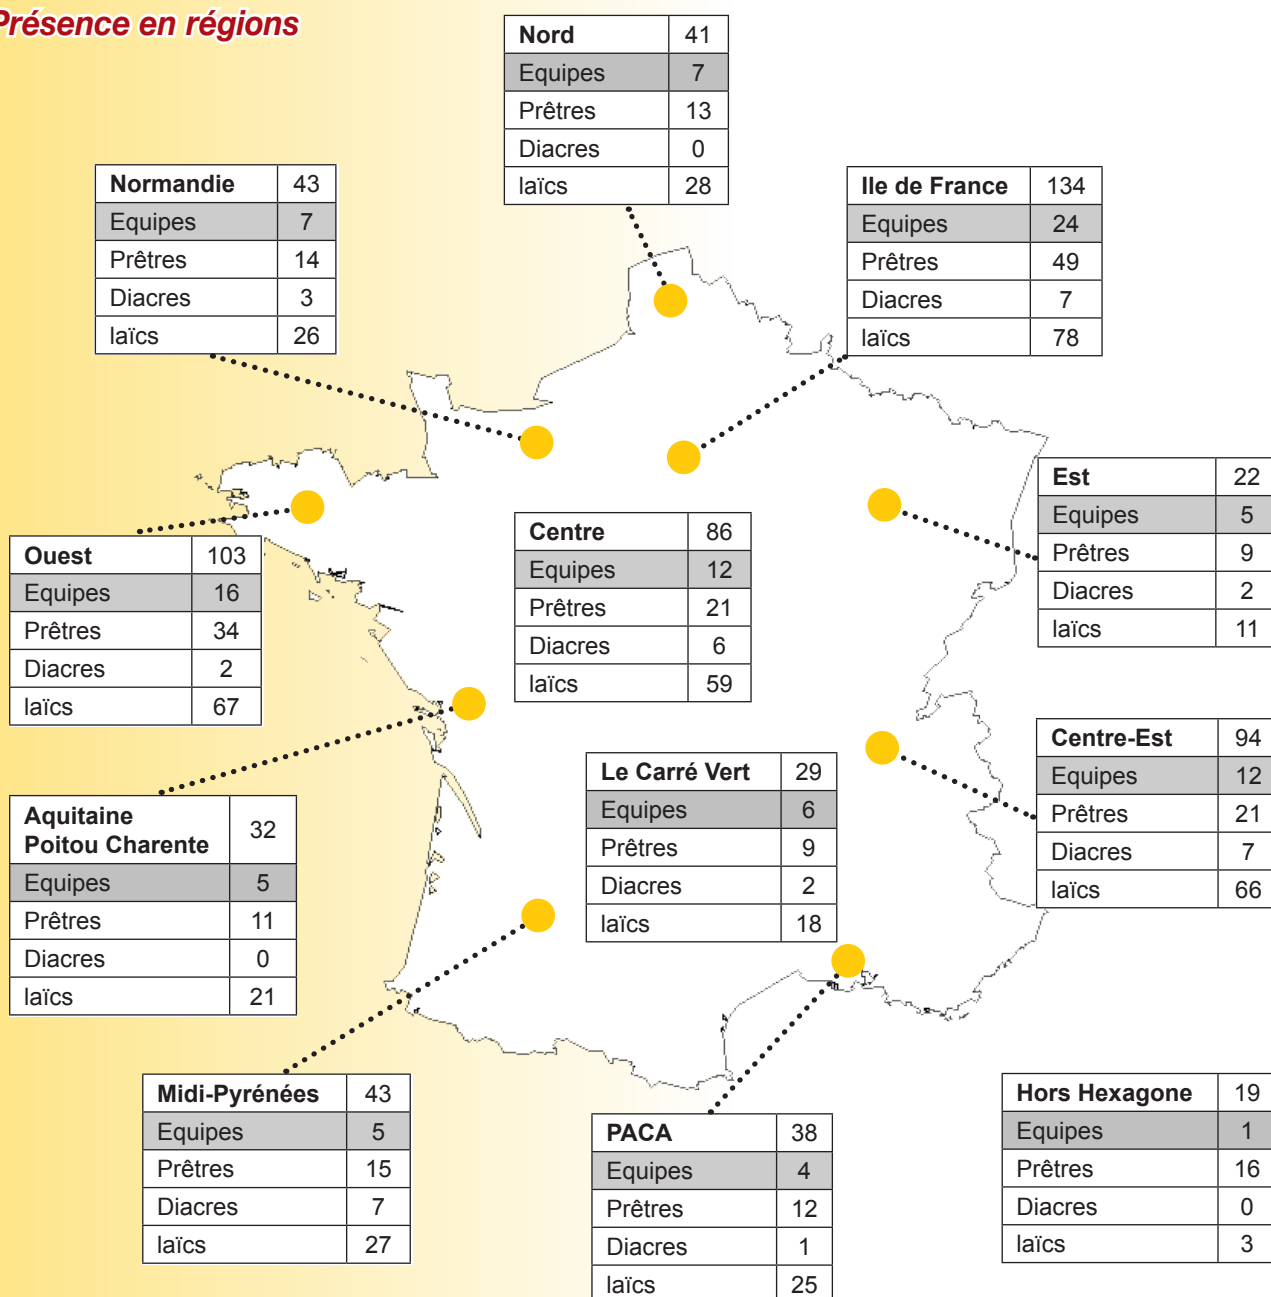 Présence en régions
Nord 41
Equipes 7
Prêtres 13
Diacres 0
laïcs 28
Normandie 43
Equipes 7
Prêtres 14
Diacres 3
laïcs 26
Ile de France 134
Equipes 24
Prêtres 49
Diacres 7
laïcs 78
Est 22
Equipes 5
Prêtres 9
Diacres 2
laïcs 11
Ouest 103
Equipes 16
Prêtres 34
Diacres 2
laïcs 67
Centre 86
Equipes 12
Prêtres 21
Diacres 6
laïcs 59
Centre-Est 94
Equipes 12
Prêtres 21
Diacres 7
laïcs 66
Le Carré Vert 29
Equipes 6
Prêtres 9
Diacres 2
laïcs 18
Aquitaine
Poitou Charente 32
Equipes 5
Prêtres 11
Diacres 0
laïcs 21
Midi-Pyrénées 43
Equipes 5
Prêtres 15
Diacres 7
laïcs 27
PACA 38
Equipes 4
Prêtres 12
Diacres 1
laïcs 25
Hors Hexagone 19
Equipes 1
Prêtres 16
Diacres 0
laïcs 3